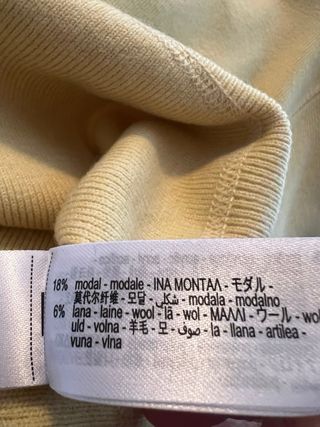 18% modal - modale - ΙΝΑ ΜΟΝΤΑΛ - モダル -
莫代尔纤维 - 모달 - شكلي - modala - modalno
6% lana - laine - wool - lã - wol - ΜΑΛΛΙ - ウール - wol
uld - volna - 羊毛 - 모 - صوف - la - llana - artilea -
vuna - vlna